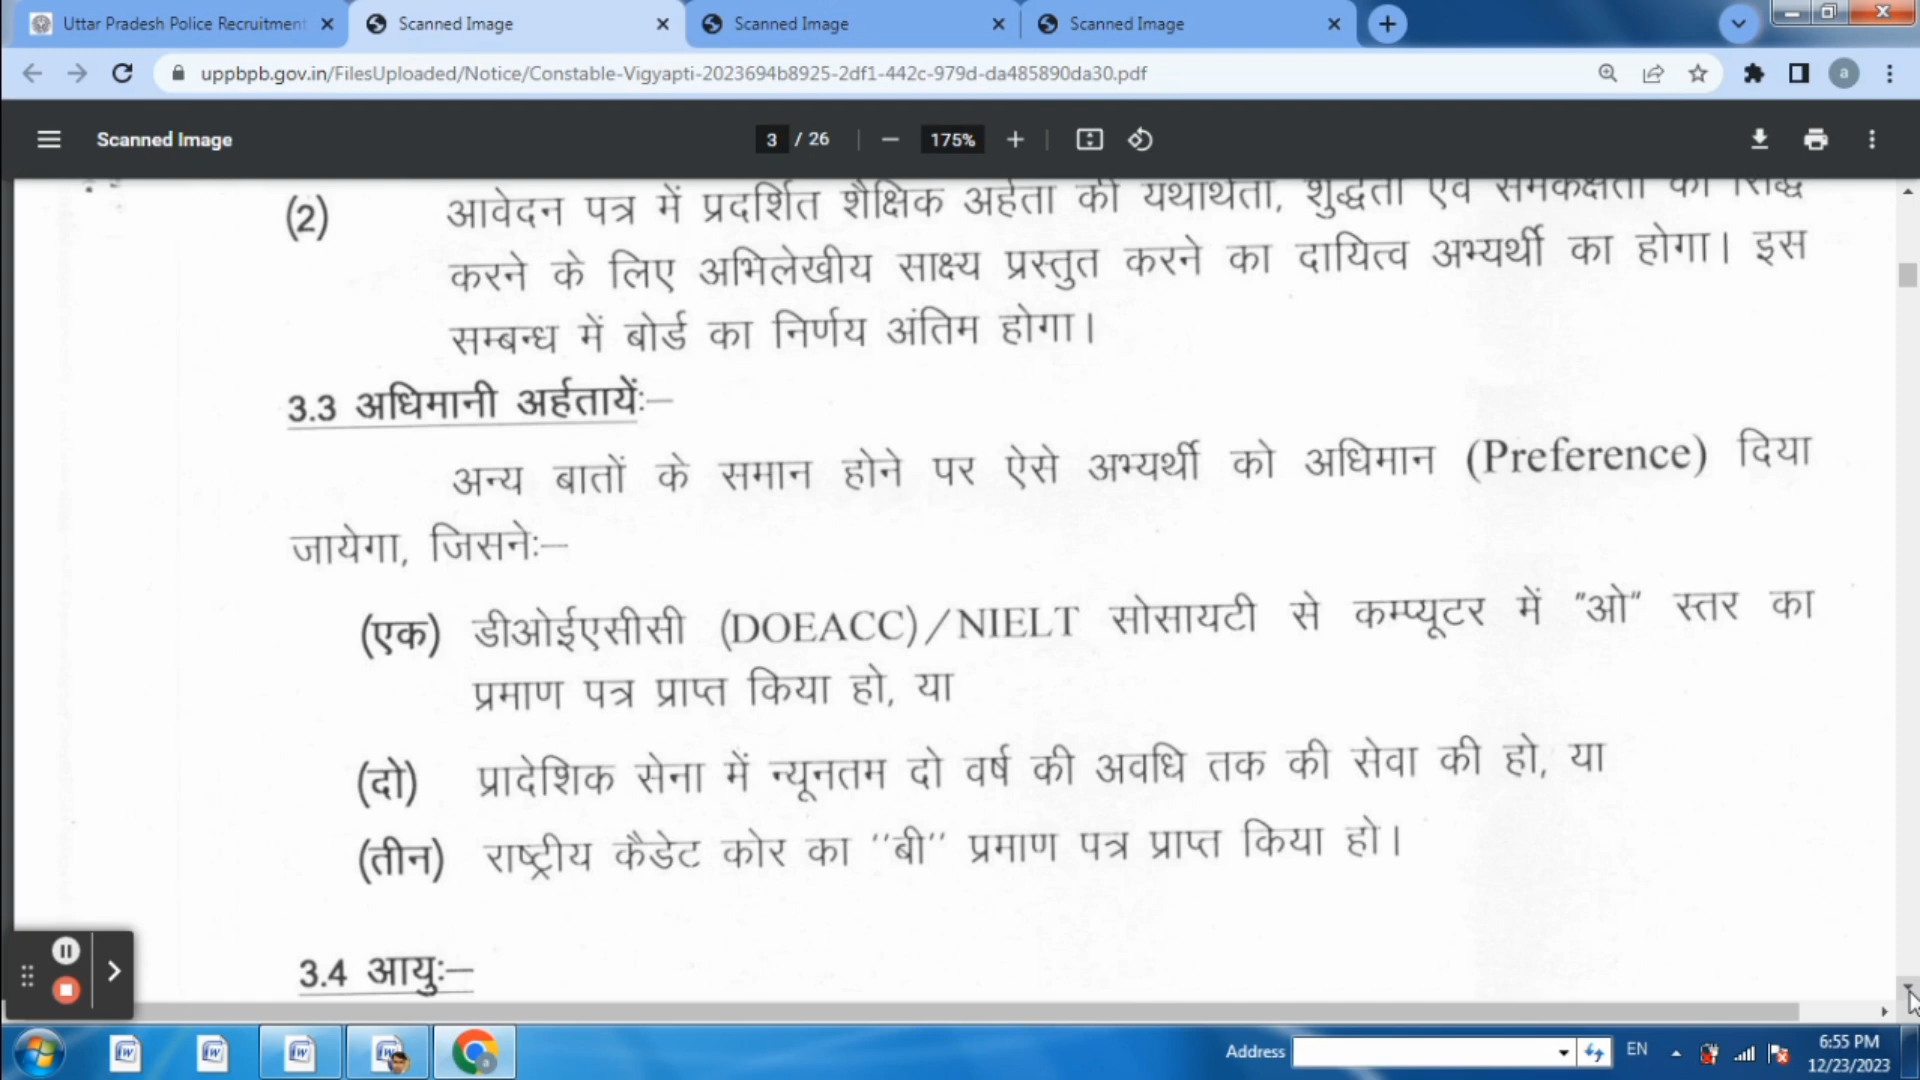 Uttar Pradesh Police Recruitment
Scanned Image
Scanned Image
Scanned Image
uppbpb.gov.in/FilesUploaded/Notice/Constable-Vigyapti-2023694b8925-2df1-442c-979d-da485890da30.pdf
a
Scanned Image
3 / 26
175%
(2) आवेदन पत्र में प्रदर्शित शैक्षिक अर्हता की यथार्थता, शुद्धता एवं समकक्षता को सिद्ध
करने के लिए अभिलेखीय साक्ष्य प्रस्तुत करने का दायित्व अभ्यर्थी का होगा। इस
सम्बन्ध में बोर्ड का निर्णय अंतिम होगा।
3.3 अधिमानी अर्हतायें:–
अन्य बातों के समान होने पर ऐसे अभ्यर्थी को अधिमान (Preference) दिया
जायेगा, जिसने:–
(एक) डीओईएसीसी (DOEACC)/NIELT सोसायटी से कम्प्यूटर में "ओ" स्तर का
प्रमाण पत्र प्राप्त किया हो, या
(दो) प्रादेशिक सेना में न्यूनतम दो वर्ष की अवधि तक की सेवा की हो, या
(तीन) राष्ट्रीय कैडेट कोर का ''बी'' प्रमाण पत्र प्राप्त किया हो।
3.4 आयु:–
Address
EN
6:55 PM
12/23/2023